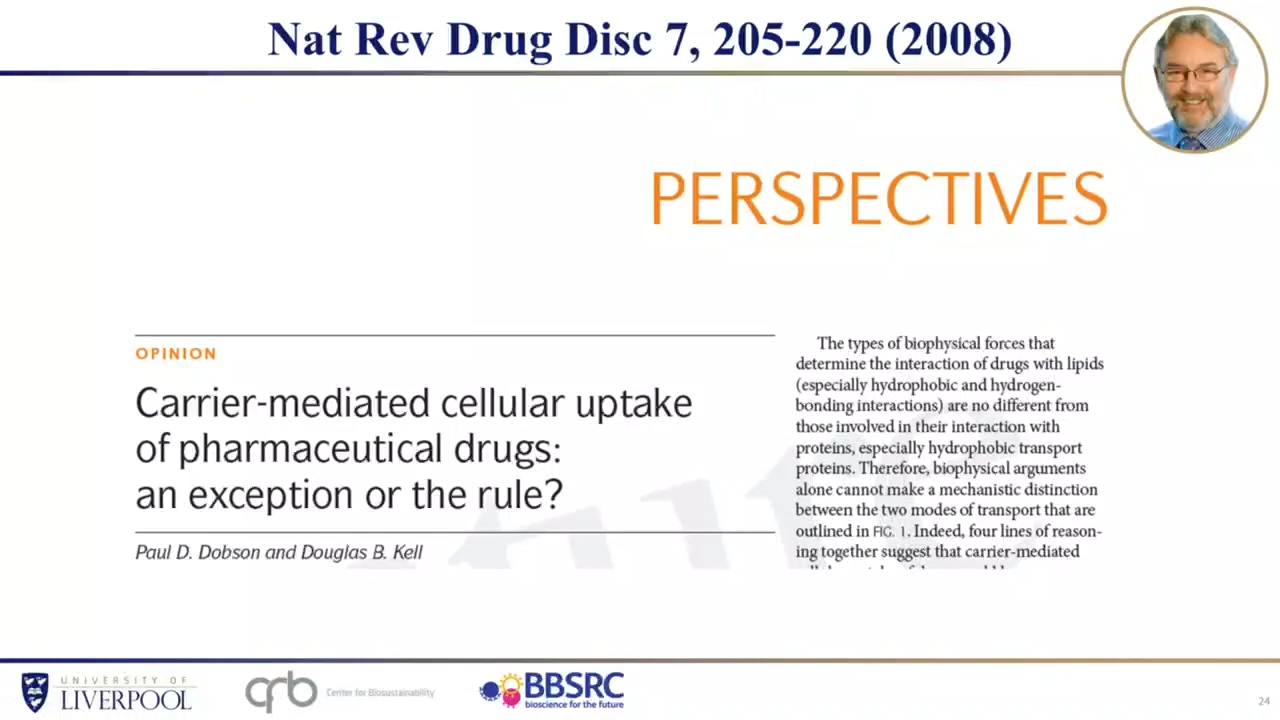 Nat Rev Drug Disc 7, 205-220 (2008)
PERSPECTIVES
OPINION
Carrier-mediated cellular uptake
of pharmaceutical drugs:
an exception or the rule?
Paul D. Dobson and Douglas B. Kell
The types of biophysical forces that
determine the interaction of drugs with lipids
(especially hydrophobic and hydrogen-
bonding interactions) are no different from
those involved in their interaction with
proteins, especially hydrophobic transport
proteins. Therefore, biophysical arguments
alone cannot make a mechanistic distinction
between the two modes of transport that are
outlined in FIG. 1. Indeed, four lines of reason-
ing together suggest that carrier-mediated
UNIVERSITY OF
LIVERPOOL
Center for Biosustainability
BBSRC
bioscience for the future
24